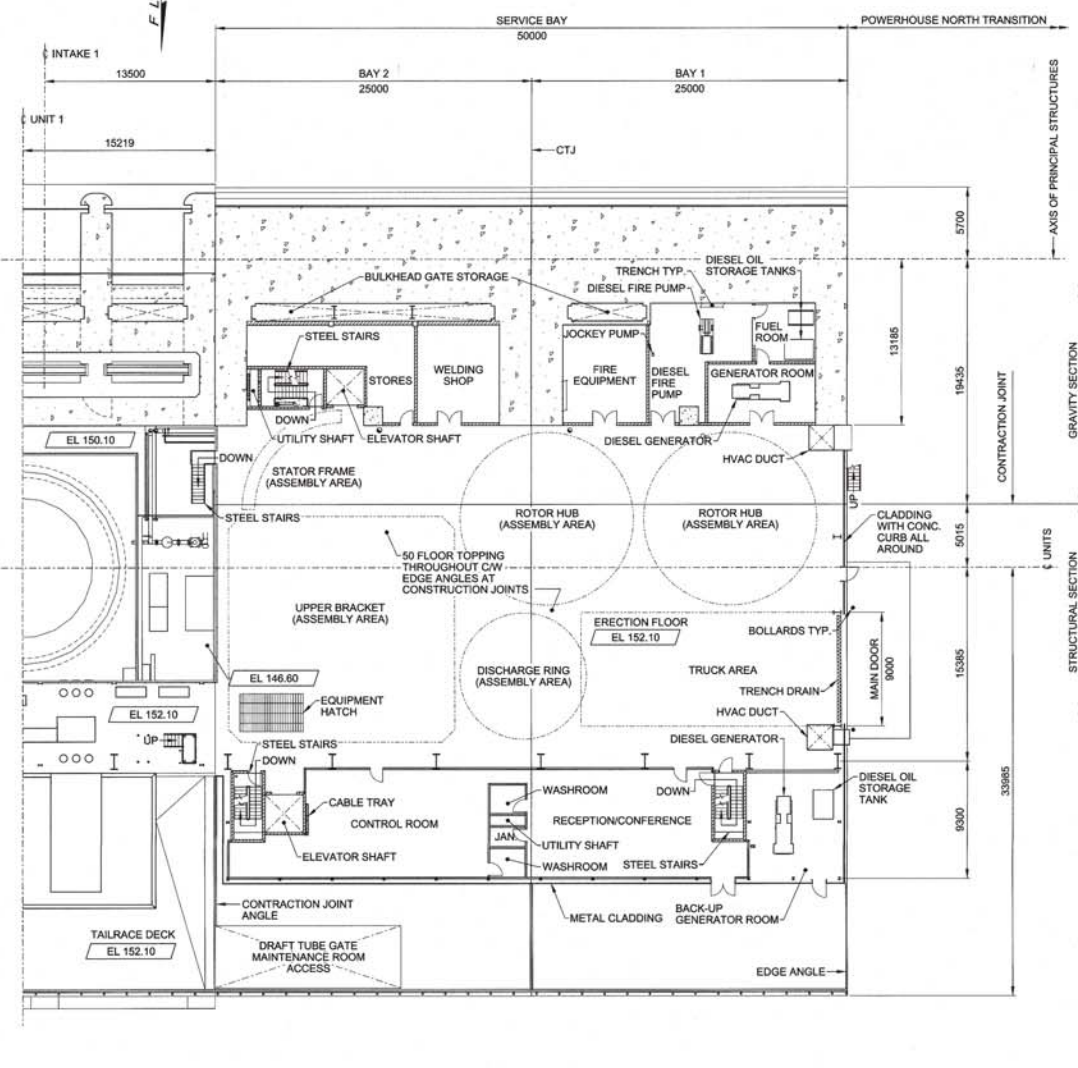 F L
SERVICE BAY
50000
POWERHOUSE NORTH TRANSITION
℄ INTAKE 1
13500
BAY 2
25000
BAY 1
25000
℄ UNIT 1
15219
CTJ
AXIS OF PRINCIPAL STRUCTURES
5700
BULKHEAD GATE STORAGE
TRENCH TYP.
DIESEL OIL
STORAGE TANKS
DIESEL FIRE PUMP
STEEL STAIRS
JOCKEY PUMP
FUEL
ROOM
13185
19435
GRAVITY SECTION
STORES
WELDING
SHOP
FIRE
EQUIPMENT
DIESEL
FIRE
PUMP
GENERATOR ROOM
CONTRACTION JOINT
DOWN
UTILITY SHAFT
ELEVATOR SHAFT
DIESEL GENERATOR
EL 150.10
HVAC DUCT
DOWN
STATOR FRAME
(ASSEMBLY AREA)
UP
STEEL STAIRS
ROTOR HUB
(ASSEMBLY AREA)
ROTOR HUB
(ASSEMBLY AREA)
CLADDING
WITH CONC.
CURB ALL
AROUND
5015
℄ UNITS
50 FLOOR TOPPING
THROUGHOUT C/W
EDGE ANGLES AT
CONSTRUCTION JOINTS
STRUCTURAL SECTION
UPPER BRACKET
(ASSEMBLY AREA)
ERECTION FLOOR
EL 152.10
BOLLARDS TYP.
MAIN DOOR
9000
15385
DISCHARGE RING
(ASSEMBLY AREA)
TRUCK AREA
EL 146.60
TRENCH DRAIN
EQUIPMENT
HATCH
EL 152.10
HVAC DUCT
UP
STEEL STAIRS
DIESEL GENERATOR
DOWN
33985
CABLE TRAY
WASHROOM
DOWN
DIESEL OIL
STORAGE
TANK
CONTROL ROOM
RECEPTION/CONFERENCE
9300
JAN.
UTILITY SHAFT
ELEVATOR SHAFT
WASHROOM
STEEL STAIRS
CONTRACTION JOINT
ANGLE
METAL CLADDING
BACK-UP
GENERATOR ROOM
TAILRACE DECK
EL 152.10
DRAFT TUBE GATE
MAINTENANCE ROOM
ACCESS
EDGE ANGLE